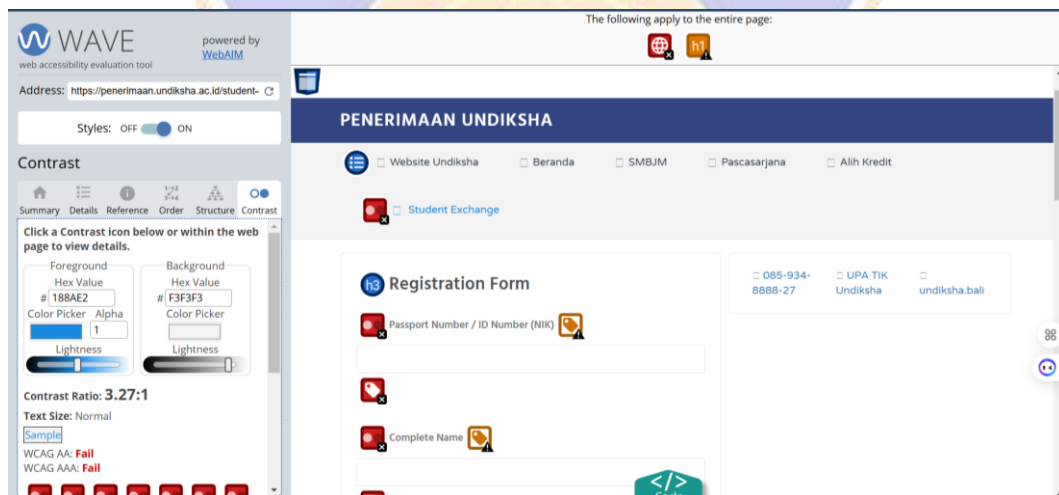 WAVE
powered by
WebAIM
web accessibility evaluation tool
Address: https://penerimaan.undiksha.ac.id/student-
Styles: OFF ON
Contrast
Summary Details Reference Order Structure Contrast
Click a Contrast icon below or within the web
page to view details.
Foreground
Hex Value
# 188AE2
Color Picker Alpha
1
Lightness
Background
Hex Value
# F3F3F3
Color Picker
Lightness
Contrast Ratio: 3.27:1
Text Size: Normal
Sample
WCAG AA: Fail
WCAG AAA: Fail
The following apply to the entire page:
h1
PENERIMAAN UNDIKSHA
Website Undiksha Beranda SMBJM Pascasarjana Alih Kredit
Student Exchange
h3 Registration Form
Passport Number / ID Number (NIK)
Complete Name
085-934-
8888-27
UPA TIK
Undiksha
undiksha.bali
</>
Code